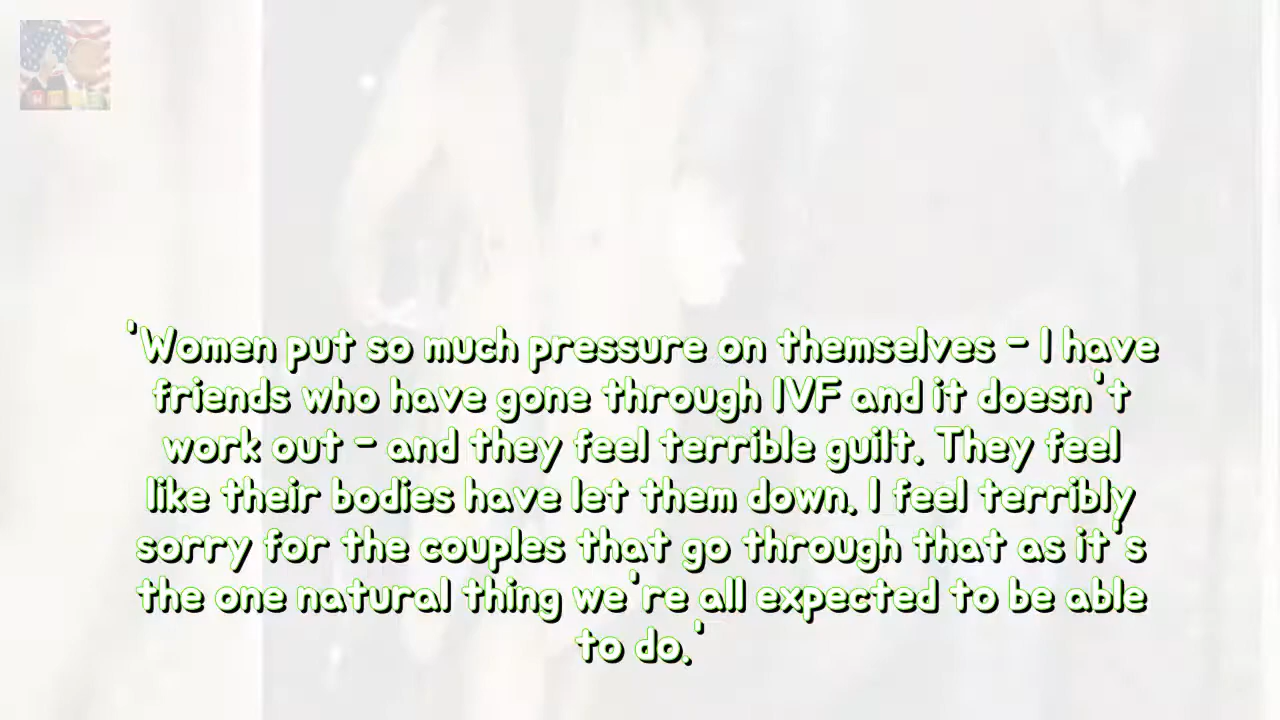 'Women put so much pressure on themselves - I have
friends who have gone through IVF and it doesn't
work out - and they feel terrible guilt. They feel
like their bodies have let them down. I feel terribly
sorry for the couples that go through that as it's
the one natural thing we're all expected to be able
to do.'